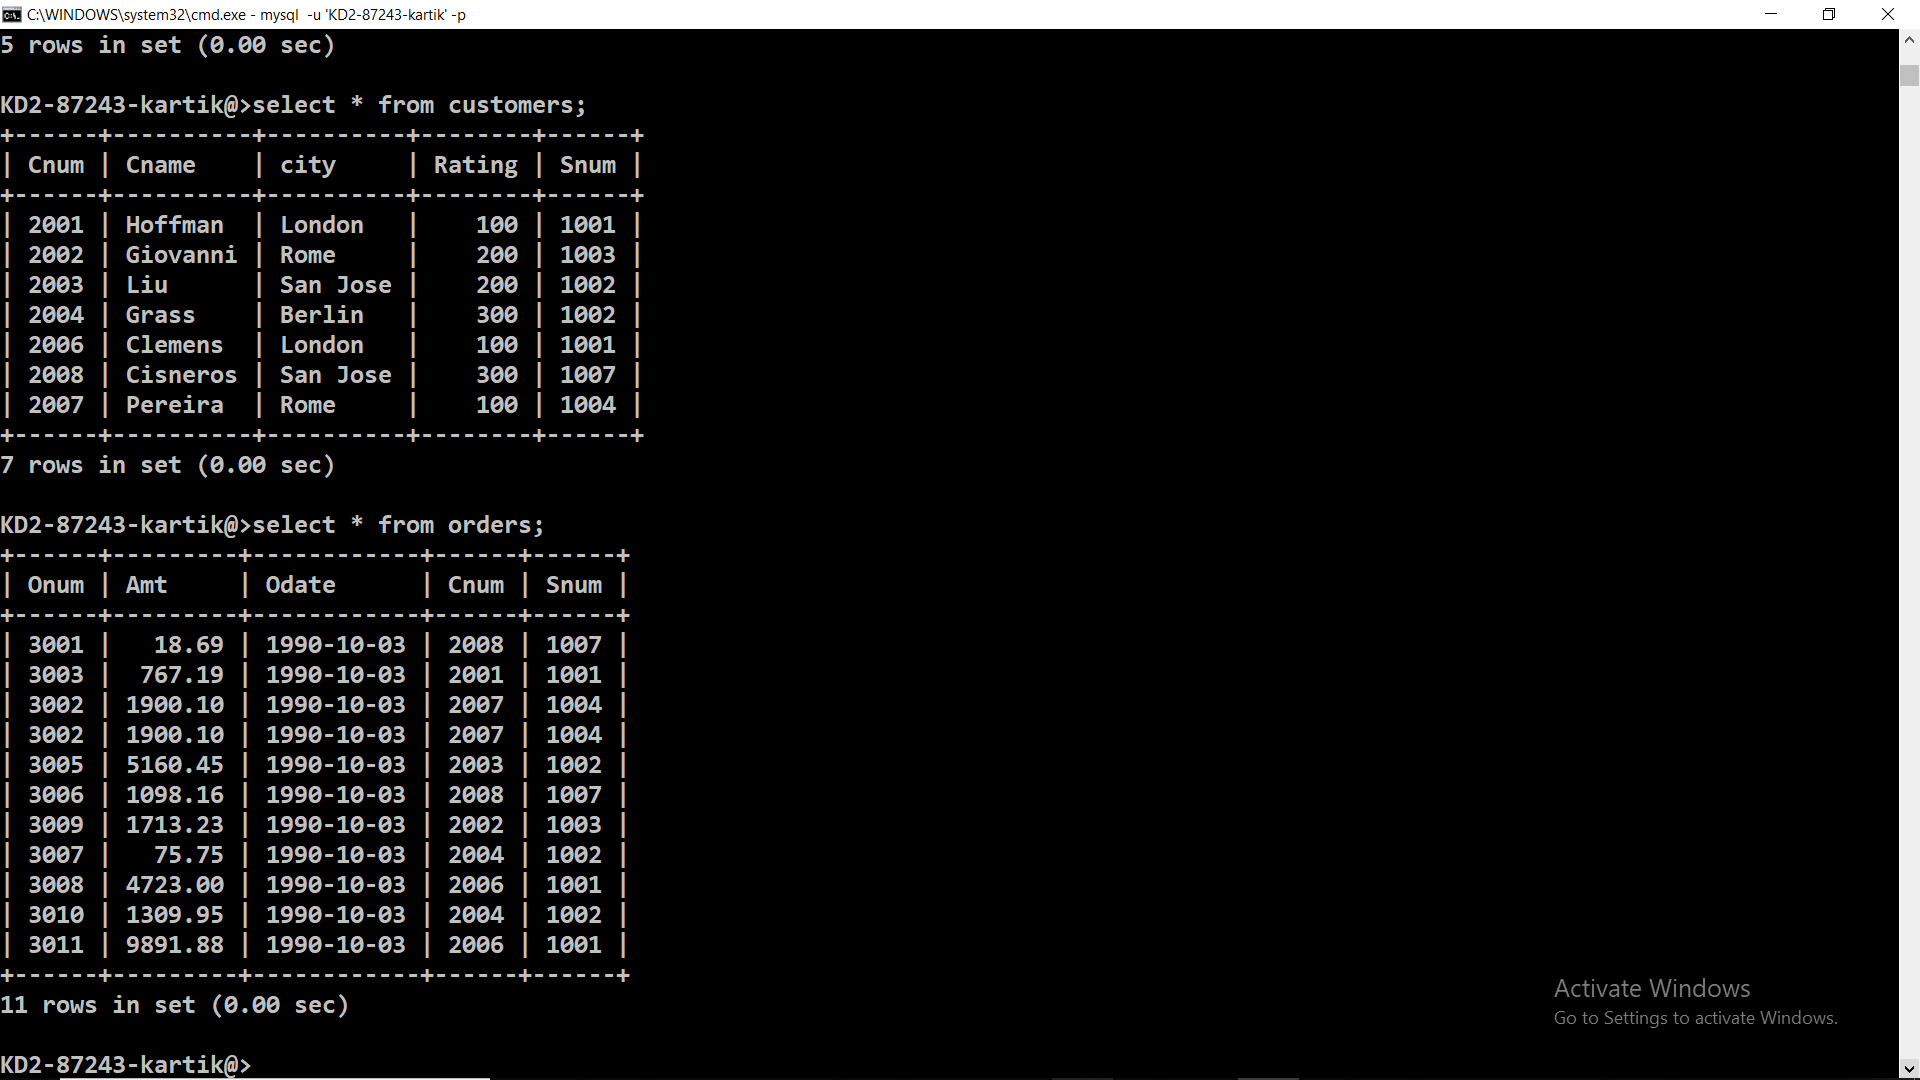 C:\WINDOWS\system32\cmd.exe - mysql  -u 'KD2-87243-kartik' -p
5 rows in set (0.00 sec)

KD2-87243-kartik@>select * from customers;
+------+----------+----------+--------+------+
| Cnum | Cname    | city     | Rating | Snum |
+------+----------+----------+--------+------+
| 2001 | Hoffman  | London   |    100 | 1001 |
| 2002 | Giovanni | Rome     |    200 | 1003 |
| 2003 | Liu      | San Jose |    200 | 1002 |
| 2004 | Grass    | Berlin   |    300 | 1002 |
| 2006 | Clemens  | London   |    100 | 1001 |
| 2008 | Cisneros | San Jose |    300 | 1007 |
| 2007 | Pereira  | Rome     |    100 | 1004 |
+------+----------+----------+--------+------+
7 rows in set (0.00 sec)

KD2-87243-kartik@>select * from orders;
+------+---------+------------+------+------+
| Onum | Amt     | Odate      | Cnum | Snum |
+------+---------+------------+------+------+
| 3001 |   18.69 | 1990-10-03 | 2008 | 1007 |
| 3003 |  767.19 | 1990-10-03 | 2001 | 1001 |
| 3002 | 1900.10 | 1990-10-03 | 2007 | 1004 |
| 3002 | 1900.10 | 1990-10-03 | 2007 | 1004 |
| 3005 | 5160.45 | 1990-10-03 | 2003 | 1002 |
| 3006 | 1098.16 | 1990-10-03 | 2008 | 1007 |
| 3009 | 1713.23 | 1990-10-03 | 2002 | 1003 |
| 3007 |   75.75 | 1990-10-03 | 2004 | 1002 |
| 3008 | 4723.00 | 1990-10-03 | 2006 | 1001 |
| 3010 | 1309.95 | 1990-10-03 | 2004 | 1002 |
| 3011 | 9891.88 | 1990-10-03 | 2006 | 1001 |
+------+---------+------------+------+------+
11 rows in set (0.00 sec)

KD2-87243-kartik@>
Activate Windows
Go to Settings to activate Windows.